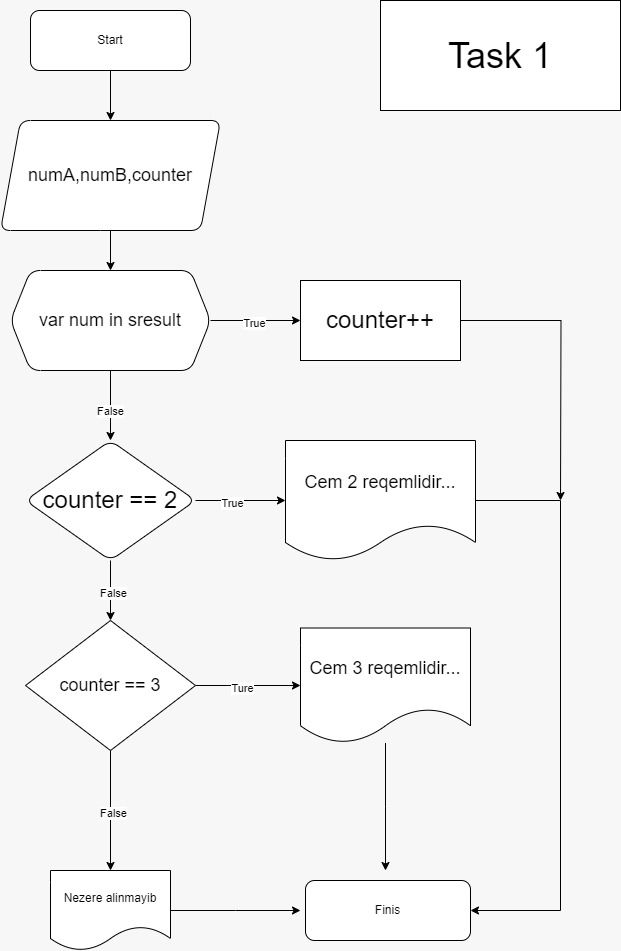 Start
Task 1
numA,numB,counter
var num in sresult
True
counter++
False
counter == 2
True
Cem 2 reqemlidir...
False
counter == 3
Ture
Cem 3 reqemlidir...
False
Nezere alinmayib
Finis